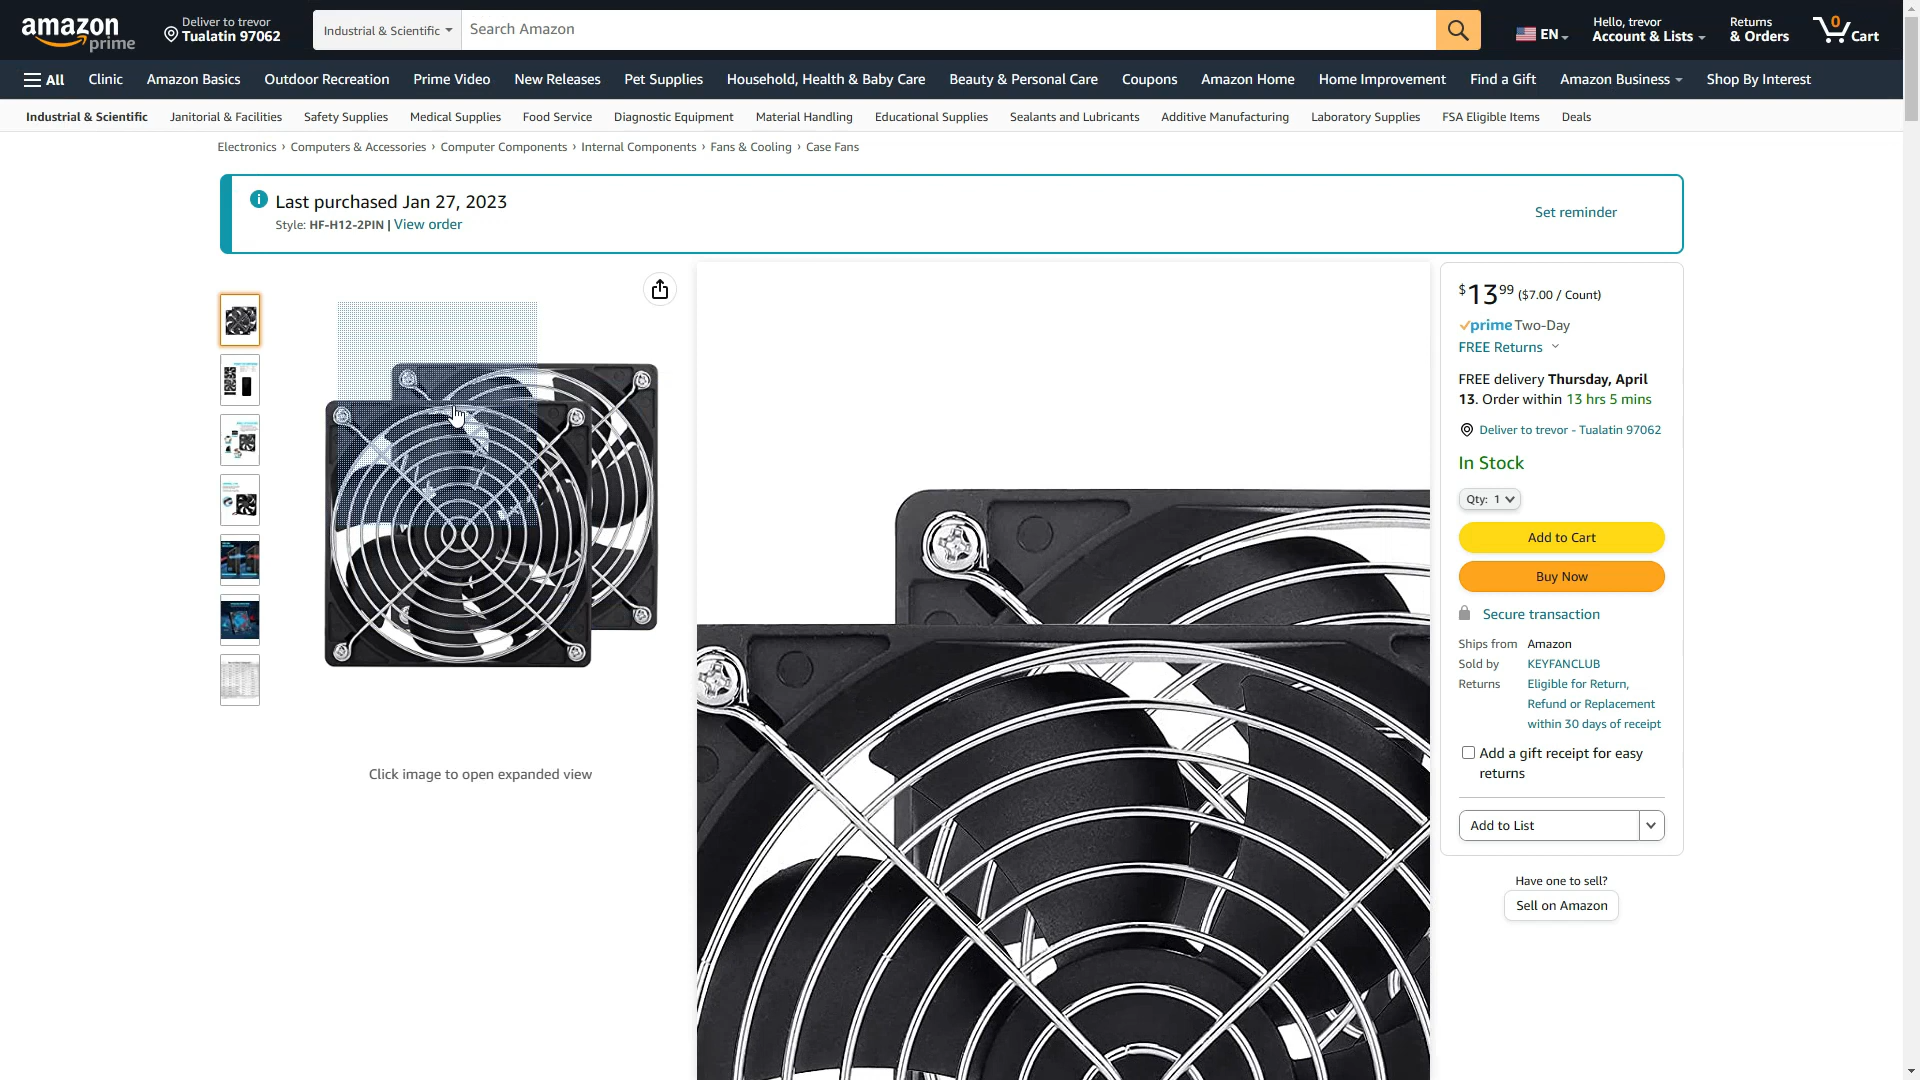 amazon
prime
Deliver to trevor
Tualatin 97062
Industrial & Scientific
Search Amazon
EN
Hello, trevor
Account & Lists
Returns
& Orders
0
Cart
All
Clinic
Amazon Basics
Outdoor Recreation
Prime Video
New Releases
Pet Supplies
Household, Health & Baby Care
Beauty & Personal Care
Coupons
Amazon Home
Home Improvement
Find a Gift
Amazon Business
Shop By Interest
Industrial & Scientific
Janitorial & Facilities
Safety Supplies
Medical Supplies
Food Service
Diagnostic Equipment
Material Handling
Educational Supplies
Sealants and Lubricants
Additive Manufacturing
Laboratory Supplies
FSA Eligible Items
Deals
Electronics › Computers & Accessories › Computer Components › Internal Components › Fans & Cooling › Case Fans
Last purchased Jan 27, 2023
Style: HF-H12-2PIN | View order
Set reminder
Click image to open expanded view
$1399 ($7.00 / Count)
prime Two-Day
FREE Returns
FREE delivery Thursday, April
13. Order within 13 hrs 5 mins
Deliver to trevor - Tualatin 97062
In Stock
Qty: 1
Add to Cart
Buy Now
Secure transaction
Ships from Amazon
Sold by KEYFANCLUB
Returns Eligible for Return,
Refund or Replacement
within 30 days of receipt
Add a gift receipt for easy
returns
Add to List
Have one to sell?
Sell on Amazon